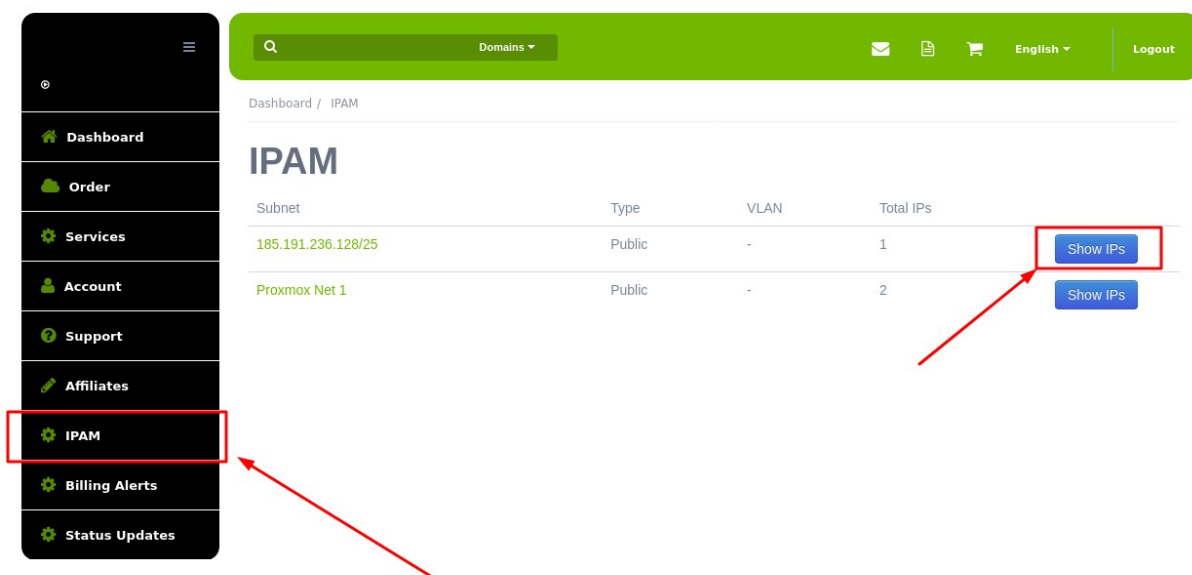 Domains
English
Logout
Dashboard / IPAM
Dashboard
Order
Services
Account
Support
Affiliates
IPAM
Billing Alerts
Status Updates
IPAM
Subnet Type VLAN Total IPs
185.191.236.128/25 Public - 1 Show IPs
Proxmox Net 1 Public - 2 Show IPs